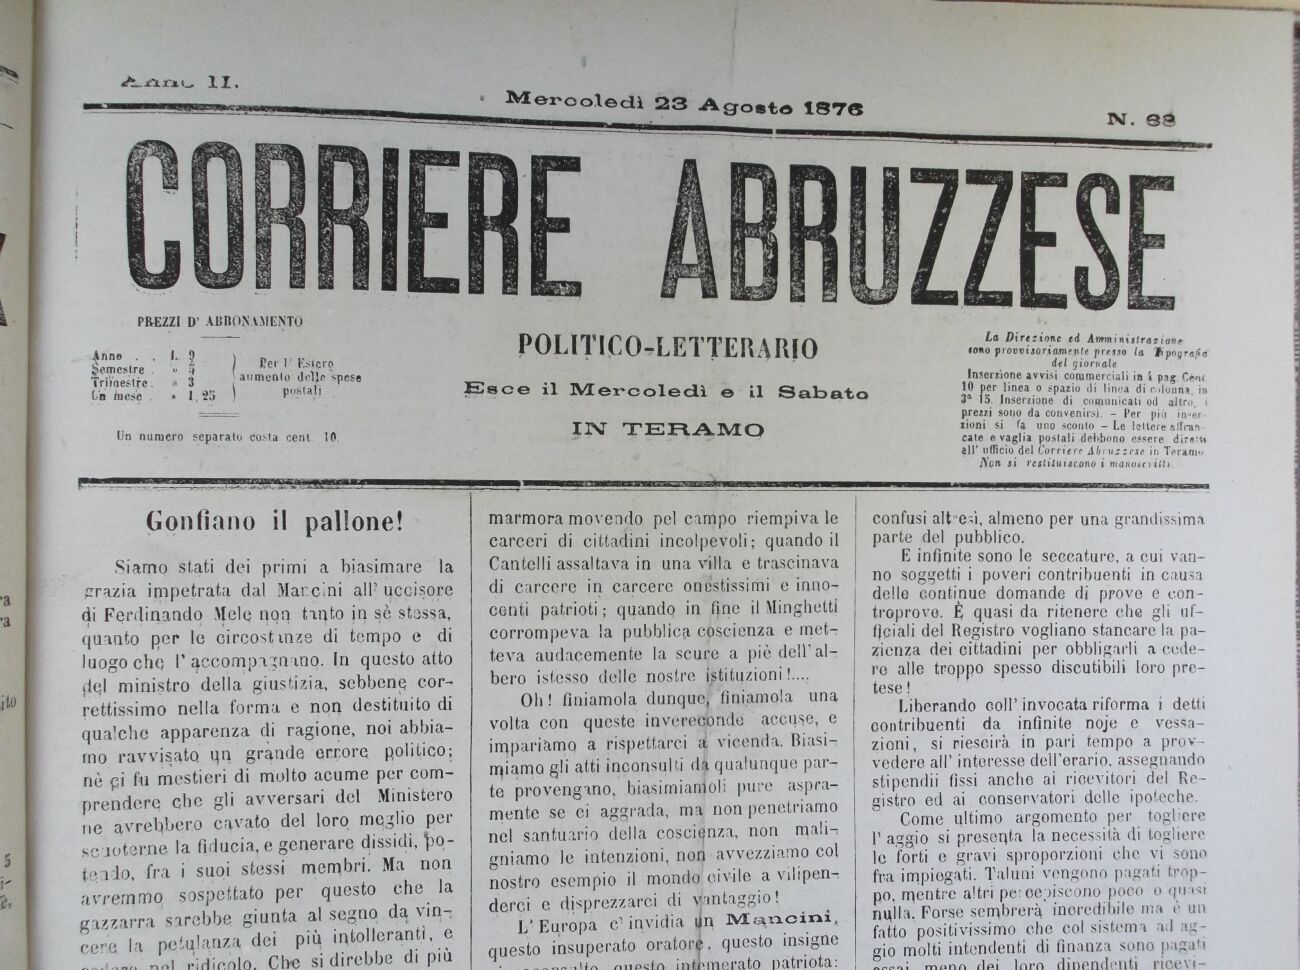 Anno II.
Mercoledì 23 Agosto 1876
N. 68
CORRIERE ABRUZZESE
PREZZI D' ABBONAMENTO
Anno . . L. 9
Semestre . „ 5
Trimestre . „ 3
Un mese . „ 1,25
Per l' Estero
aumento delle spese
postali
Un numero separato costa cent. 10.
POLITICO-LETTERARIO
Esce il Mercoledì e il Sabato
IN TERAMO
La Direzione ed Amministrazione
sono provvisoriamente presso la Tipografia
del giornale
Inserzione avvisi commerciali in 4 pag. Cent
10 per linea o spazio di linea di colonna, in
3ª 15. Inserzione di comunicati od altro, i
prezzi sono da convenirsi. – Per più inser-
zioni si fa uno sconto – Le lettere affran-
cate e vaglia postali debbono essere diretti
all' ufficio del Corriere Abruzzese in Teramo
Non si restituiscono i manoscritti.
Gonfiano il pallone!
Siamo stati dei primi a biasimare la
grazia impetrata dal Mancini all' uccisore
di Ferdinando Mele non tanto in sè stessa,
quanto per le circostanze di tempo e di
luogo che l' accompagnano. In questo atto
del ministro della giustizia, sebbene cor-
rettissimo nella forma e non destituito di
qualche apparenza di ragione, noi abbia-
mo ravvisato un grande errore politico;
nè ci fu mestieri di molto acume per com-
prendere che gli avversari del Ministero
ne avrebbero cavato del loro meglio per
scuoterne la fiducia, e generare dissidi, po-
tendo, fra i suoi stessi membri. Ma non
avremmo sospettato per questo che la
gazzarra sarebbe giunta al segno da vin-
cere la petulanza dei più intolleranti, e
cadere nel ridicolo. Che si direbbe di più
marmora movendo pel campo riempiva le
carceri di cittadini incolpevoli; quando il
Cantelli assaltava in una villa e trascinava
di carcere in carcere onestissimi e inno-
centi patrioti; quando in fine il Minghetti
corrompeva la pubblica coscienza e met-
teva audacemente la scure a piè dell'al-
bero istesso delle nostre istituzioni!....
Oh! finiamola dunque, finiamola una
volta con queste invereconde accuse, e
impariamo a rispettarci a vicenda. Biasi-
miamo gli atti inconsulti da qualunque par-
te provengano, biasimiamoli pure aspra-
mente se ci aggrada, ma non penetriamo
nel santuario della coscienza, non mali-
gniamo le intenzioni, non avvezziamo col
nostro esempio il mondo civile a vilipen-
derci e disprezzarci di vantaggio!
L' Europa c' invidia un Mancini,
questo insuperato oratore, questo insigne
questo intemerato patriota:
confusi altresì, almeno per una grandissima
parte del pubblico.
E infinite sono le seccature, a cui van-
no soggetti i poveri contribuenti in causa
delle continue domande di prove e con-
troprove. È quasi da ritenere che gli uf-
ficiali del Registro vogliano stancare la pa-
zienza dei cittadini per obbligarli a cede-
re alle troppo spesso discutibili loro pre-
tese!
Liberando coll' invocata riforma i detti
contribuenti da infinite noje e vessa-
zioni, si riescirà in pari tempo a prov-
vedere all' interesse dell'orario, assegnando
stipendii fissi anche ai ricevitori del Re-
gistro ed ai conservatori delle ipoteche.
Come ultimo argomento per togliere
l' aggio si presenta la necessità di togliere
le forti e gravi sproporzioni che vi sono
fra impiegati. Taluni vengono pagati trop-
po, mentre altri percepiscono poco o quasi
nulla. Forse sembrerà incredibile ma è un
fatto positivissimo che col sistema ad ag-
gio molti intendenti di finanza sono pagati
assai meno dei loro dipendenti ricevi-